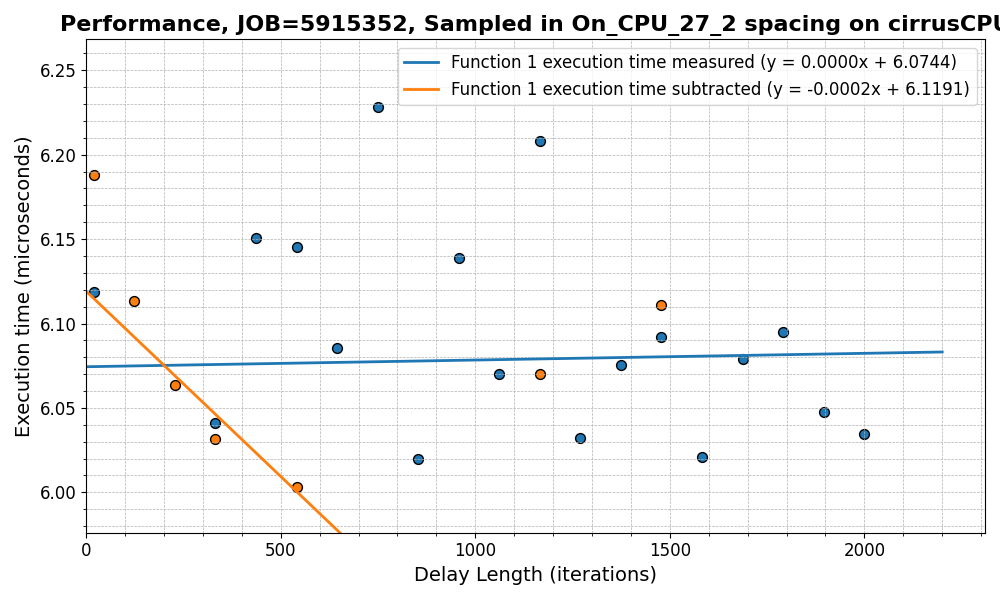 Performance, JOB=5915352, Sampled in On_CPU_27_2 spacing on cirrusCPU
Function 1 execution time measured (y = 0.0000x + 6.0744)
Function 1 execution time subtracted (y = -0.0002x + 6.1191)
Execution time (microseconds)
6.25
6.20
6.15
6.10
6.05
6.00
0 500 1000 1500 2000
Delay Length (iterations)